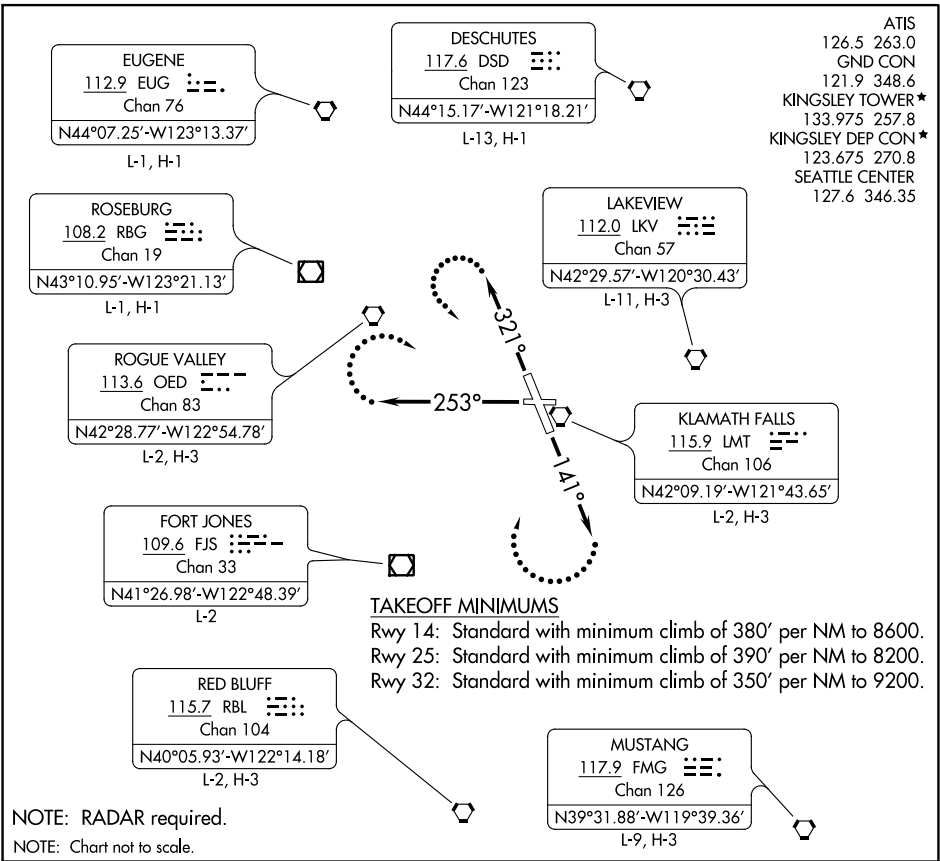 EUGENE
112.9 EUG
Chan 76
N44°07.25′-W123°13.37′
L-1, H-1
DESCHUTES
117.6 DSD
Chan 123
N44°15.17′-W121°18.21′
L-13, H-1
ATIS
126.5 263.0
GND CON
121.9 348.6
KINGSLEY TOWER★
133.975 257.8
KINGSLEY DEP CON★
123.675 270.8
SEATTLE CENTER
127.6 346.35
ROSEBURG
108.2 RBG
Chan 19
N43°10.95′-W123°21.13′
L-1, H-1
LAKEVIEW
112.0 LKV
Chan 57
N42°29.57′-W120°30.43′
L-11, H-3
ROGUE VALLEY
113.6 OED
Chan 83
N42°28.77′-W122°54.78′
L-2, H-3
321°
253°
141°
KLAMATH FALLS
115.9 LMT
Chan 106
N42°09.19′-W121°43.65′
L-2, H-3
FORT JONES
109.6 FJS
Chan 33
N41°26.98′-W122°48.39′
L-2
TAKEOFF MINIMUMS
Rwy 14: Standard with minimum climb of 380′ per NM to 8600.
Rwy 25: Standard with minimum climb of 390′ per NM to 8200.
Rwy 32: Standard with minimum climb of 350′ per NM to 9200.
RED BLUFF
115.7 RBL
Chan 104
N40°05.93′-W122°14.18′
L-2, H-3
MUSTANG
117.9 FMG
Chan 126
N39°31.88′-W119°39.36′
L-9, H-3
NOTE: RADAR required.
NOTE: Chart not to scale.